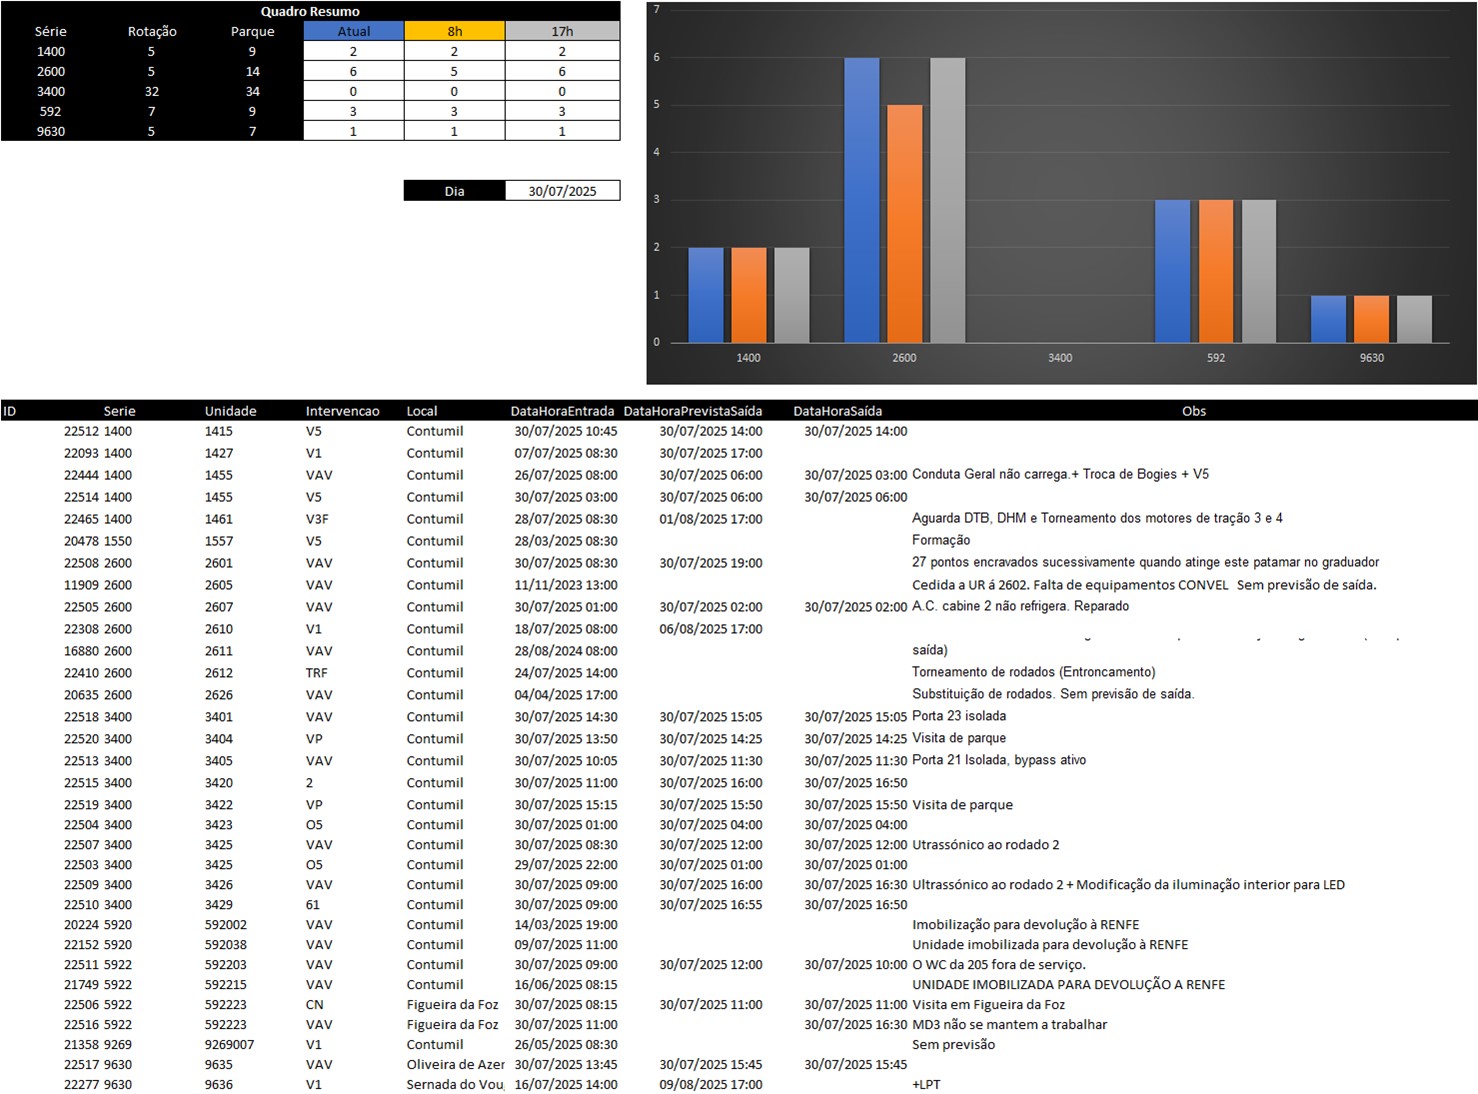 Quadro Resumo
Série Rotação Parque Atual 8h 17h
1400 5 9 2 2 2
2600 5 14 6 5 6
3400 32 34 0 0 0
592 7 9 3 3 3
9630 5 7 1 1 1
Dia 30/07/2025
7
6
5
4
3
2
1
0
1400 2600 3400 592 9630
ID Serie Unidade Intervencao Local DataHoraEntrada DataHoraPrevistaSaída DataHoraSaída Obs
22512 1400 1415 V5 Contumil 30/07/2025 10:45 30/07/2025 14:00 30/07/2025 14:00
22093 1400 1427 V1 Contumil 07/07/2025 08:30 30/07/2025 17:00
22444 1400 1455 VAV Contumil 26/07/2025 08:00 30/07/2025 06:00 30/07/2025 03:00 Conduta Geral não carrega.+ Troca de Bogies + V5
22514 1400 1455 V5 Contumil 30/07/2025 03:00 30/07/2025 06:00 30/07/2025 06:00
22465 1400 1461 V3F Contumil 28/07/2025 08:30 01/08/2025 17:00 Aguarda DTB, DHM e Torneamento dos motores de tração 3 e 4
20478 1550 1557 V5 Contumil 28/03/2025 08:30 Formação
22508 2600 2601 VAV Contumil 30/07/2025 08:30 30/07/2025 19:00 27 pontos encravados sucessivamente quando atinge este patamar no graduador
11909 2600 2605 VAV Contumil 11/11/2023 13:00 Cedida a UR á 2602. Falta de equipamentos CONVEL Sem previsão de saída.
22505 2600 2607 VAV Contumil 30/07/2025 01:00 30/07/2025 02:00 30/07/2025 02:00 A.C. cabine 2 não refrigera. Reparado
22308 2600 2610 V1 Contumil 18/07/2025 08:00 06/08/2025 17:00
16880 2600 2611 VAV Contumil 28/08/2024 08:00 saída)
22410 2600 2612 TRF Contumil 24/07/2025 14:00 Torneamento de rodados (Entroncamento)
20635 2600 2626 VAV Contumil 04/04/2025 17:00 Substituição de rodados. Sem previsão de saída.
22518 3400 3401 VAV Contumil 30/07/2025 14:30 30/07/2025 15:05 30/07/2025 15:05 Porta 23 isolada
22520 3400 3404 VP Contumil 30/07/2025 13:50 30/07/2025 14:25 30/07/2025 14:25 Visita de parque
22513 3400 3405 VAV Contumil 30/07/2025 10:05 30/07/2025 11:30 30/07/2025 11:30 Porta 21 Isolada, bypass ativo
22515 3400 3420 2 Contumil 30/07/2025 11:00 30/07/2025 16:00 30/07/2025 16:50
22519 3400 3422 VP Contumil 30/07/2025 15:15 30/07/2025 15:50 30/07/2025 15:50 Visita de parque
22504 3400 3423 O5 Contumil 30/07/2025 01:00 30/07/2025 04:00 30/07/2025 04:00
22507 3400 3425 VAV Contumil 30/07/2025 08:30 30/07/2025 12:00 30/07/2025 12:00 Utrassónico ao rodado 2
22503 3400 3425 O5 Contumil 29/07/2025 22:00 30/07/2025 01:00 30/07/2025 01:00
22509 3400 3426 VAV Contumil 30/07/2025 09:00 30/07/2025 16:00 30/07/2025 16:30 Ultrassónico ao rodado 2 + Modificação da iluminação interior para LED
22510 3400 3429 61 Contumil 30/07/2025 09:00 30/07/2025 16:55 30/07/2025 16:50
20224 5920 592002 VAV Contumil 14/03/2025 19:00 Imobilização para devolução à RENFE
22152 5920 592038 VAV Contumil 09/07/2025 11:00 Unidade imobilizada para devolução à RENFE
22511 5922 592203 VAV Contumil 30/07/2025 09:00 30/07/2025 12:00 30/07/2025 10:00 O WC da 205 fora de serviço.
21749 5922 592215 VAV Contumil 16/06/2025 08:15 UNIDADE IMOBILIZADA PARA DEVOLUÇÃO A RENFE
22506 5922 592223 CN Figueira da Foz 30/07/2025 08:15 30/07/2025 11:00 30/07/2025 11:00 Visita em Figueira da Foz
22516 5922 592223 VAV Figueira da Foz 30/07/2025 11:00 30/07/2025 16:30 MD3 não se mantem a trabalhar
21358 9269 9269007 V1 Contumil 26/05/2025 08:30 Sem previsão
22517 9630 9635 VAV Oliveira de Azer 30/07/2025 13:45 30/07/2025 15:45 30/07/2025 15:45
22277 9630 9636 V1 Sernada do Vou 16/07/2025 14:00 09/08/2025 17:00 +LPT